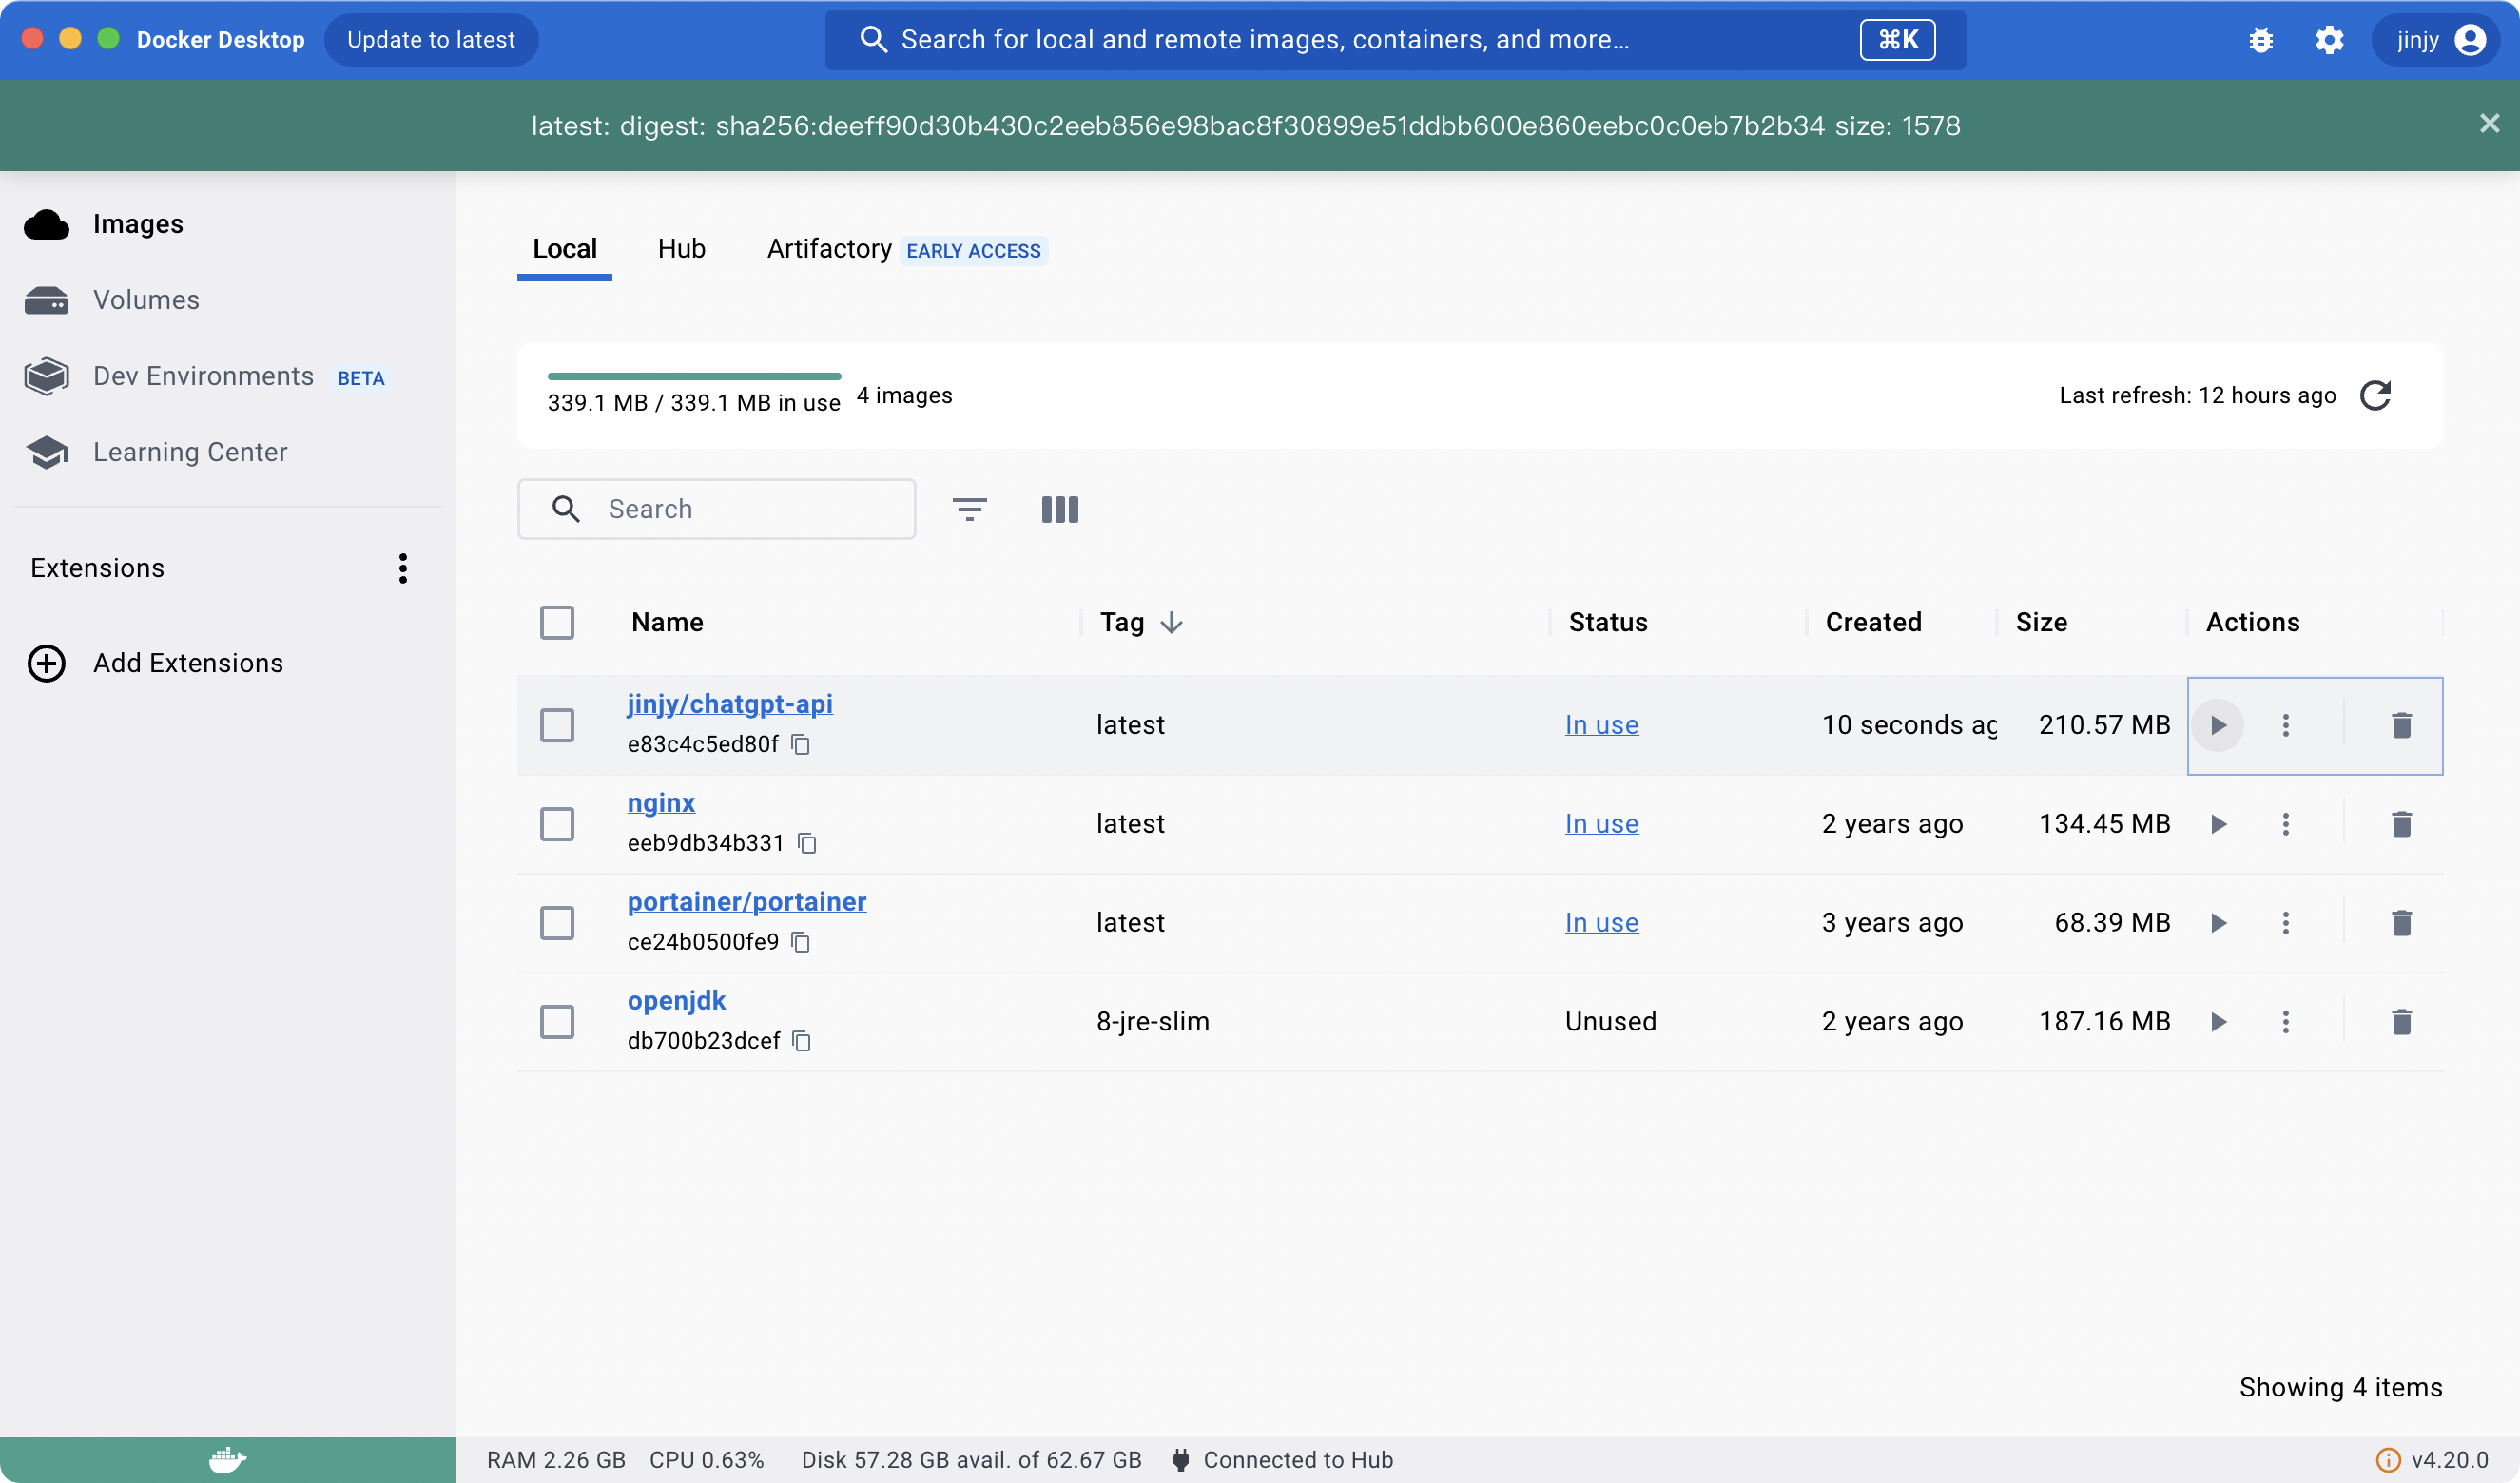 Docker Desktop Update to latest Search for local and remote images, containers, and more... ⌘K jinjy
latest: digest: sha256:deeff90d30b430c2eeb856e98bac8f30899e51ddbb600e860eebc0c0eb7b2b34 size: 1578
Images
Volumes
Dev Environments BETA
Learning Center
Extensions
Add Extensions
Local Hub Artifactory EARLY ACCESS
339.1 MB / 339.1 MB in use 4 images Last refresh: 12 hours ago
Search
Name Tag Status Created Size Actions
jinjy/chatgpt-api
e83c4c5ed80f latest In use 10 seconds ag 210.57 MB
nginx
eeb9db34b331 latest In use 2 years ago 134.45 MB
portainer/portainer
ce24b0500fe9 latest In use 3 years ago 68.39 MB
openjdk
db700b23dcef 8-jre-slim Unused 2 years ago 187.16 MB
Showing 4 items
RAM 2.26 GB CPU 0.63% Disk 57.28 GB avail. of 62.67 GB Connected to Hub v4.20.0